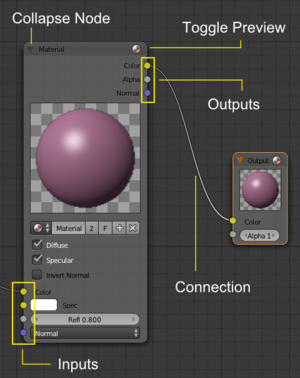 Collapse Node
Toggle Preview
Material
Color
Alpha
Normal
Outputs
Output
Color
Alpha 1
Material 2 F
Diffuse
Specular
Invert Normal
Connection
Color
Spec
Refl 0.800
Normal
Inputs